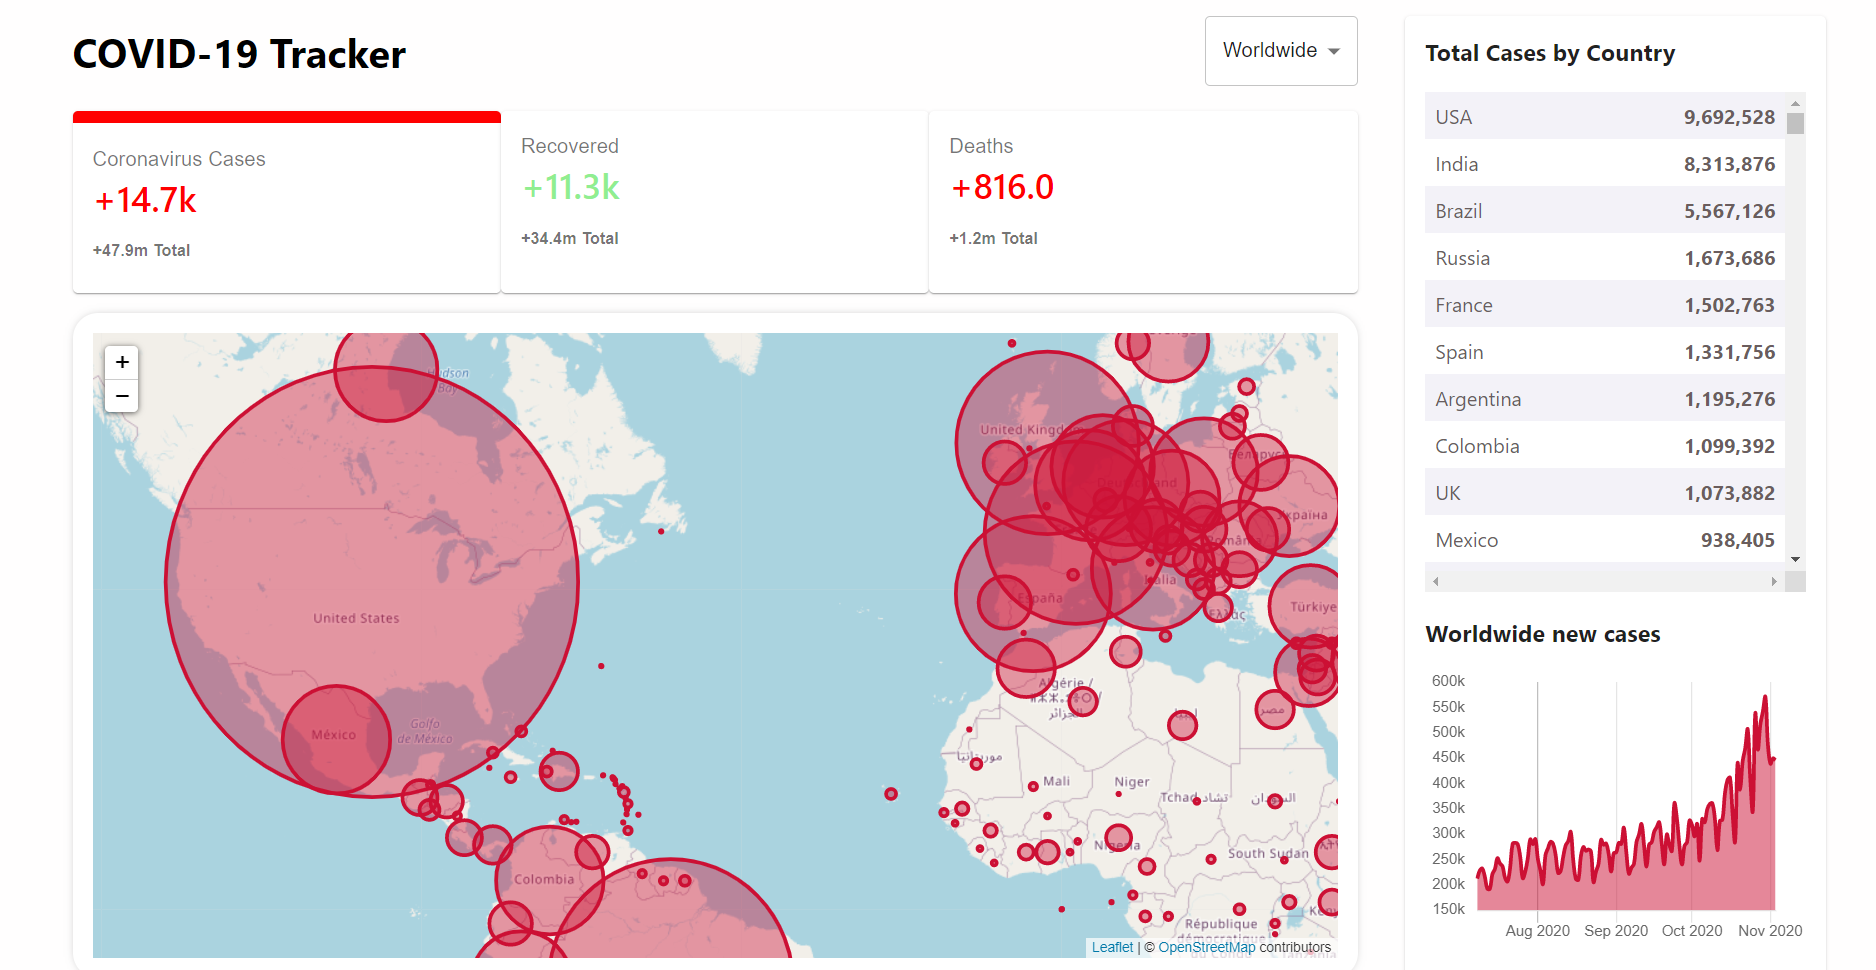 COVID-19 Tracker
Worldwide
Coronavirus Cases
+14.7k
+47.9m Total
Recovered
+11.3k
+34.4m Total
Deaths
+816.0
+1.2m Total
+
−
Hudson
Bay
United States
México
Golfo
de México
Colombia
United Kingdom
Deutschland
Беларусь
Україна
România
Italia
España
Ελλάς
Türkiye
Algérie /
الجزائر
ليبيا
مصر
موريتانيا
Mali
Niger
Tchad تشاد
السودان
Nigeria
South Sudan
République
démocratique
du Congo
Leaflet | © OpenStreetMap contributors
Total Cases by Country
USA 9,692,528
India 8,313,876
Brazil 5,567,126
Russia 1,673,686
France 1,502,763
Spain 1,331,756
Argentina 1,195,276
Colombia 1,099,392
UK 1,073,882
Mexico 938,405
Worldwide new cases
600k
550k
500k
450k
400k
350k
300k
250k
200k
150k
Aug 2020 Sep 2020 Oct 2020 Nov 2020